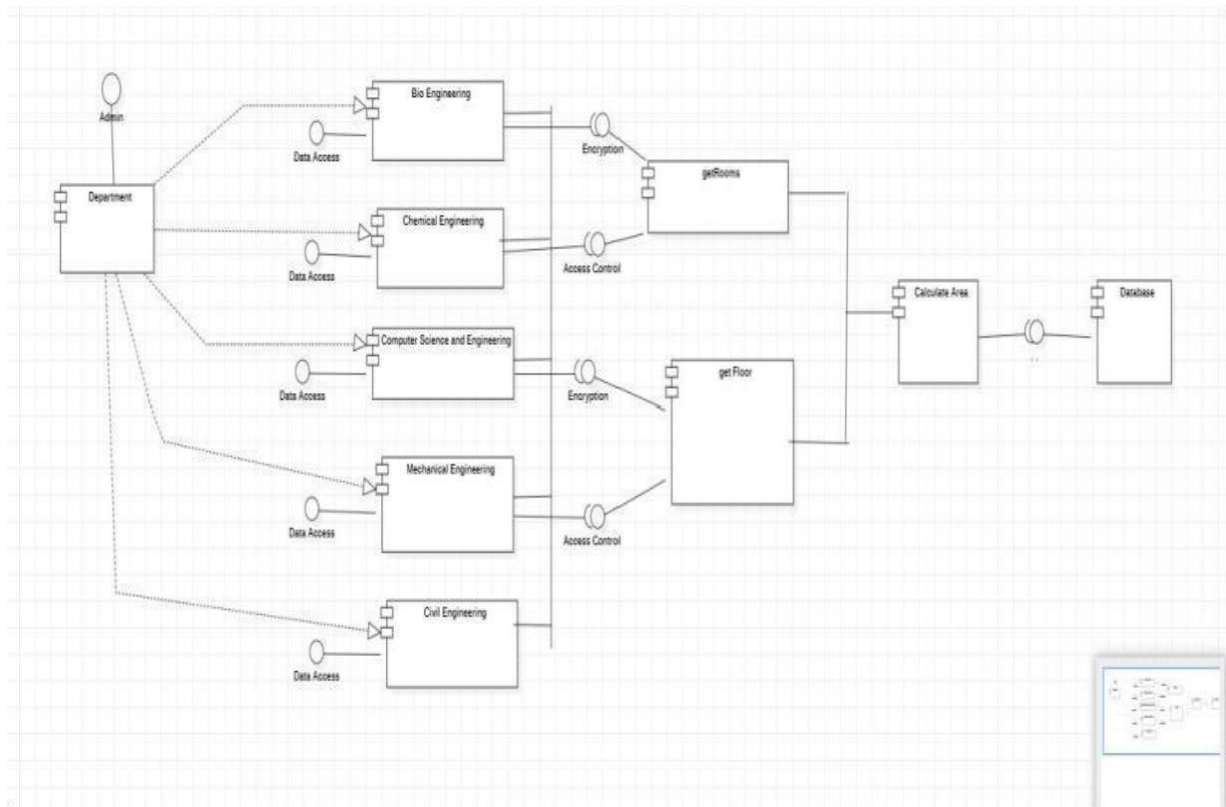 Admin
Department
Bio Engineering
Data Access
Encryption
getRooms
Chemical Engineering
Data Access
Access Control
Computer Science and Engineering
Data Access
Encryption
get Floor
Calculate Area
Database
Mechanical Engineering
Data Access
Access Control
Civil Engineering
Data Access